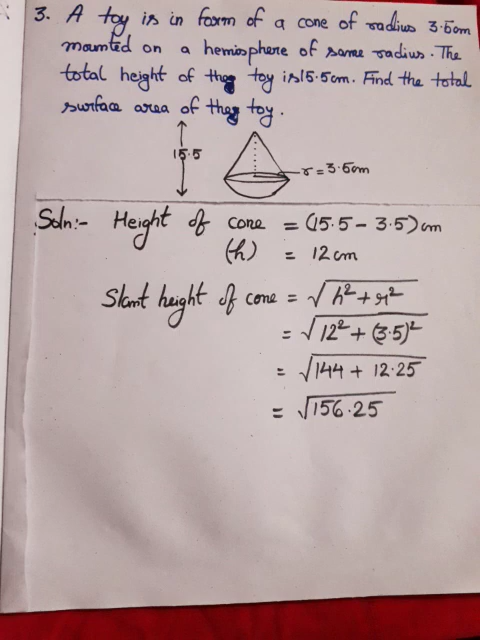 3. A toy is in form of a cone of radius 3.5cm
mounted on a hemisphere of same radius. The
total height of the toy is 15.5cm. Find the total
surface area of the toy.
15.5
r = 3.5cm
Soln:- Height of cone = (15.5 - 3.5) cm
(h) = 12 cm
Slant height of cone = √h² + r²
= √12² + (3.5)²
= √144 + 12.25
= √156.25